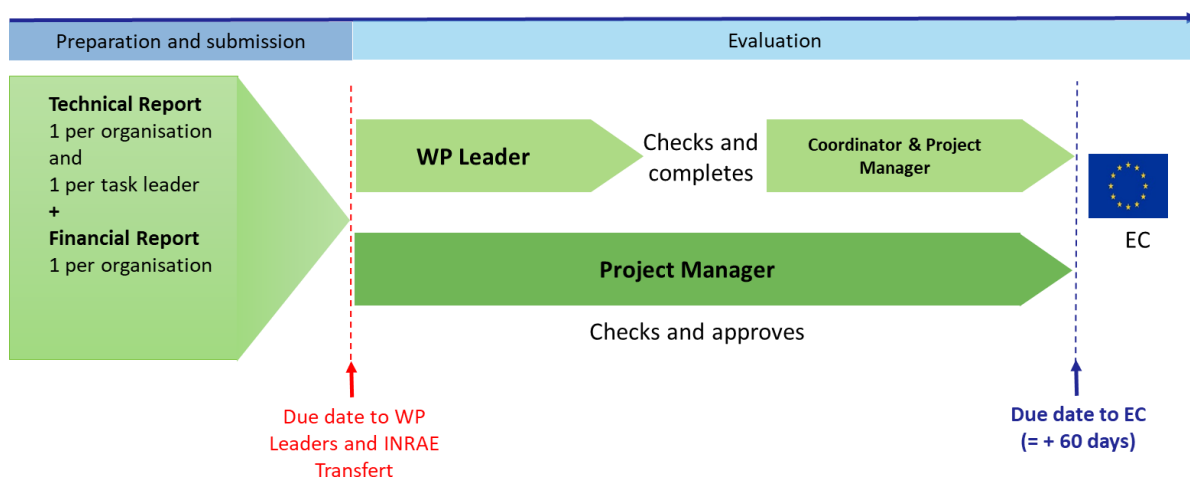 Preparation and submission
Evaluation
Technical Report
1 per organisation
and
1 per task leader
+
Financial Report
1 per organisation
WP Leader
Checks and
completes
Coordinator & Project
Manager
EC
Project Manager
Checks and approves
Due date to WP
Leaders and INRAE
Transfert
Due date to EC
(= + 60 days)